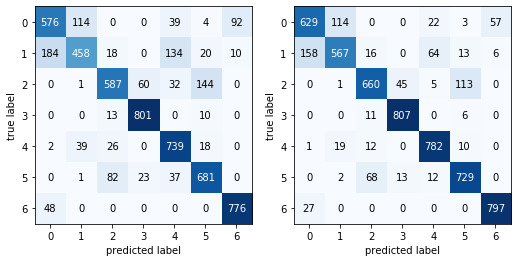 0 576 114 0 0 39 4 92
1 184 458 18 0 134 20 10
2 0 1 587 60 32 144 0
3 0 0 13 801 0 10 0
4 2 39 26 0 739 18 0
5 0 1 82 23 37 681 0
6 48 0 0 0 0 0 776
0 1 2 3 4 5 6
true label
predicted label
0 629 114 0 0 22 3 57
1 158 567 16 0 64 13 6
2 0 1 660 45 5 113 0
3 0 0 11 807 0 6 0
4 1 19 12 0 782 10 0
5 0 2 68 13 12 729 0
6 27 0 0 0 0 0 797
0 1 2 3 4 5 6
true label
predicted label